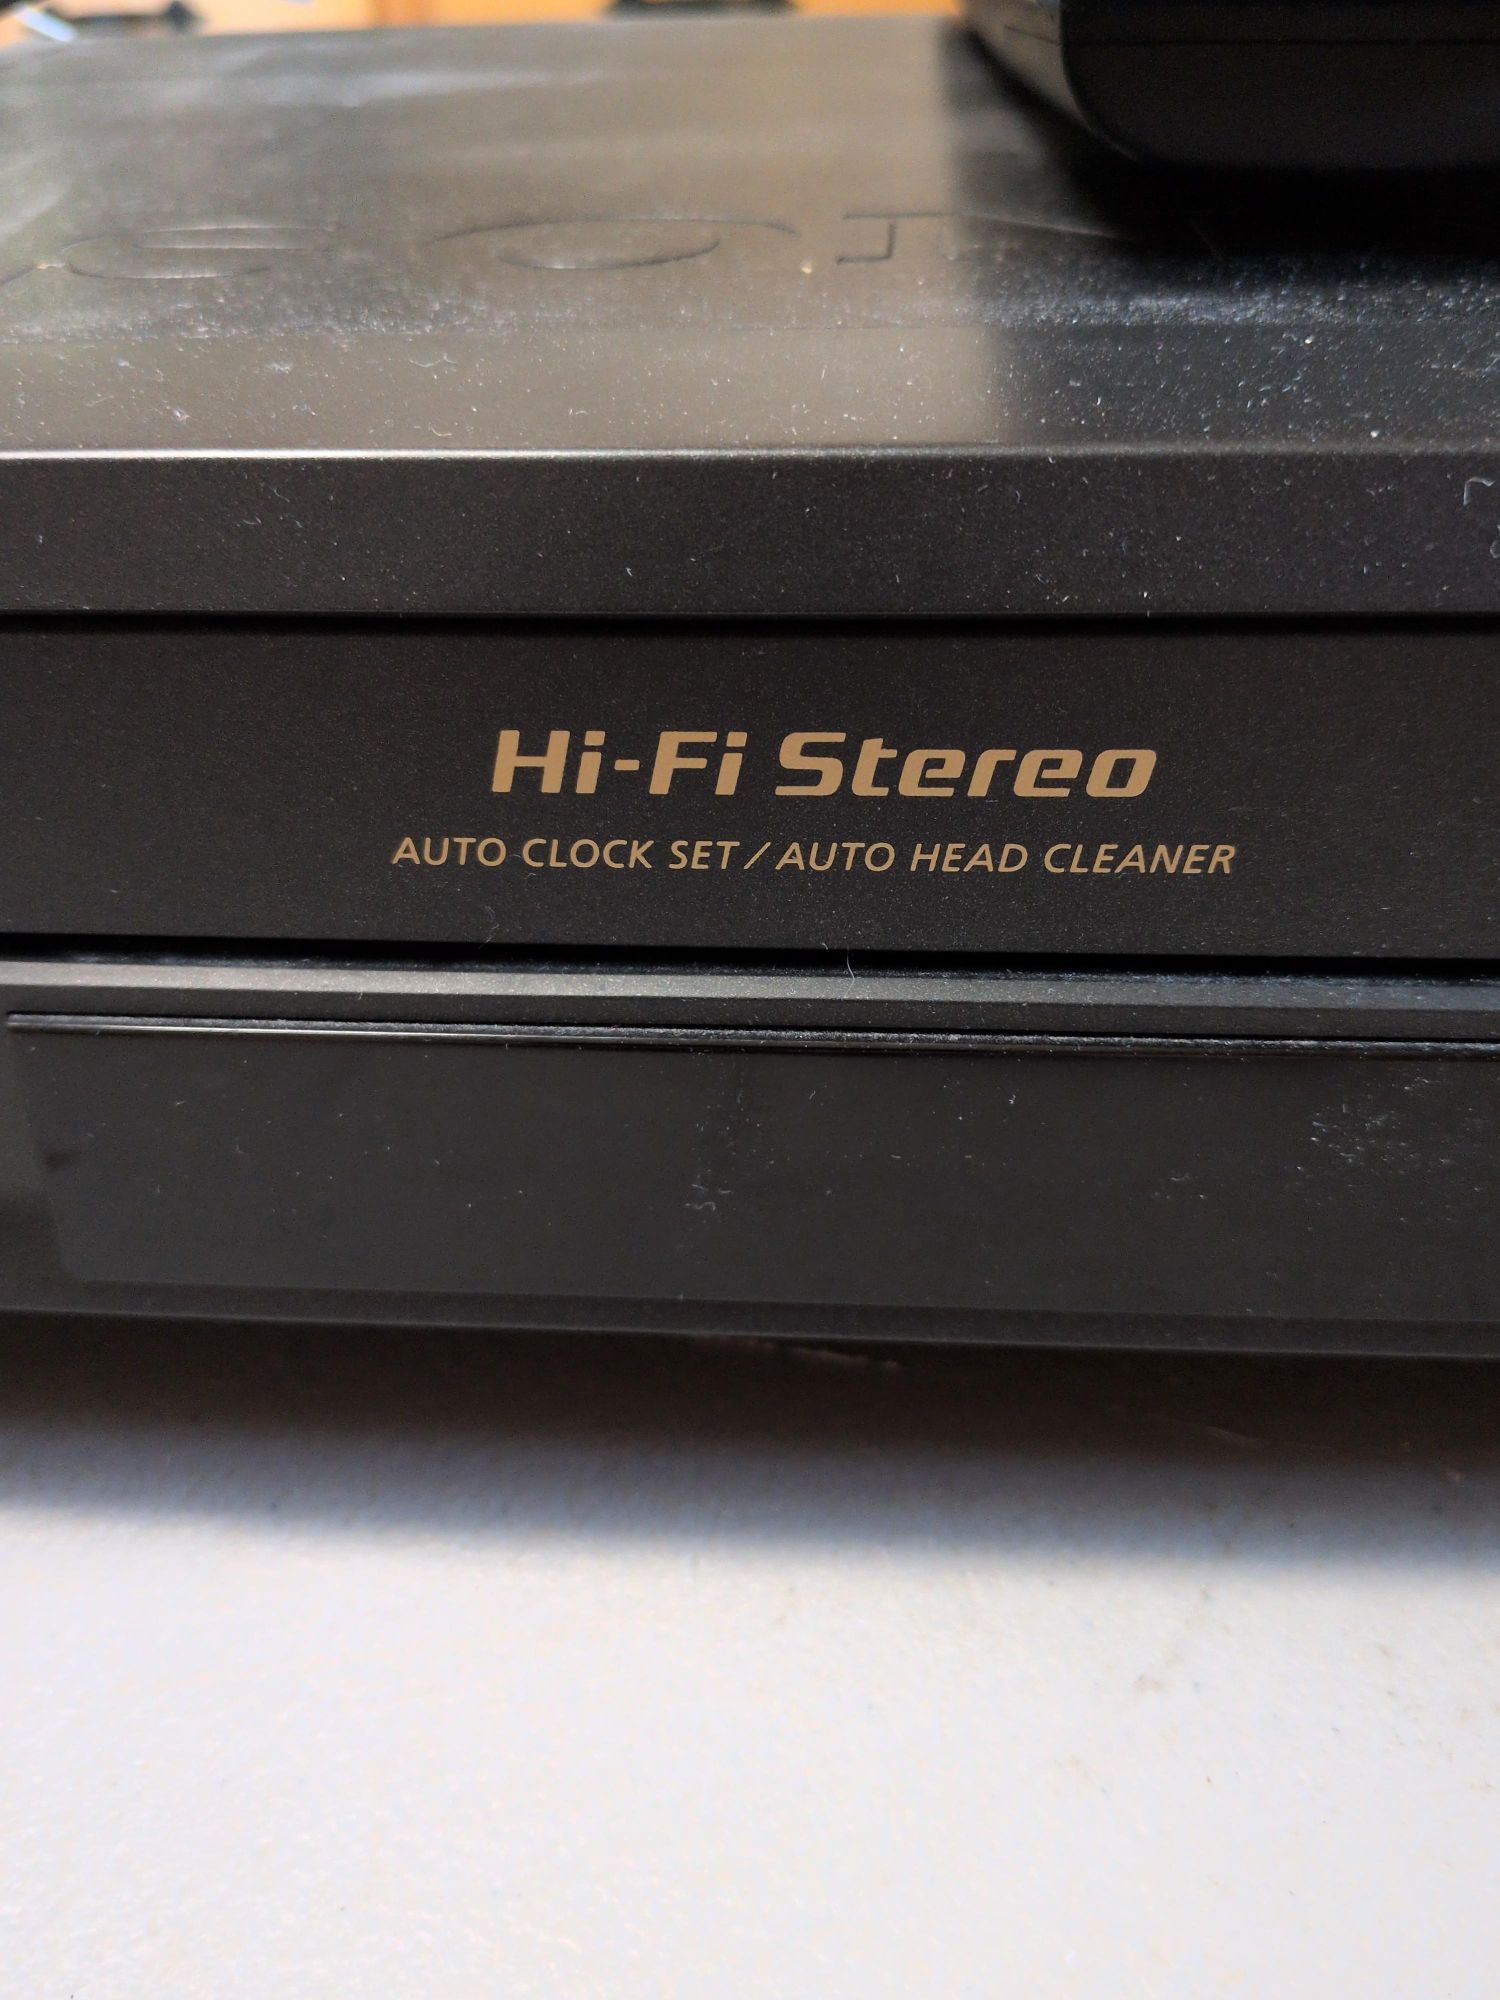 Hi-Fi Stereo
AUTO CLOCK SET/AUTO HEAD CLEANER